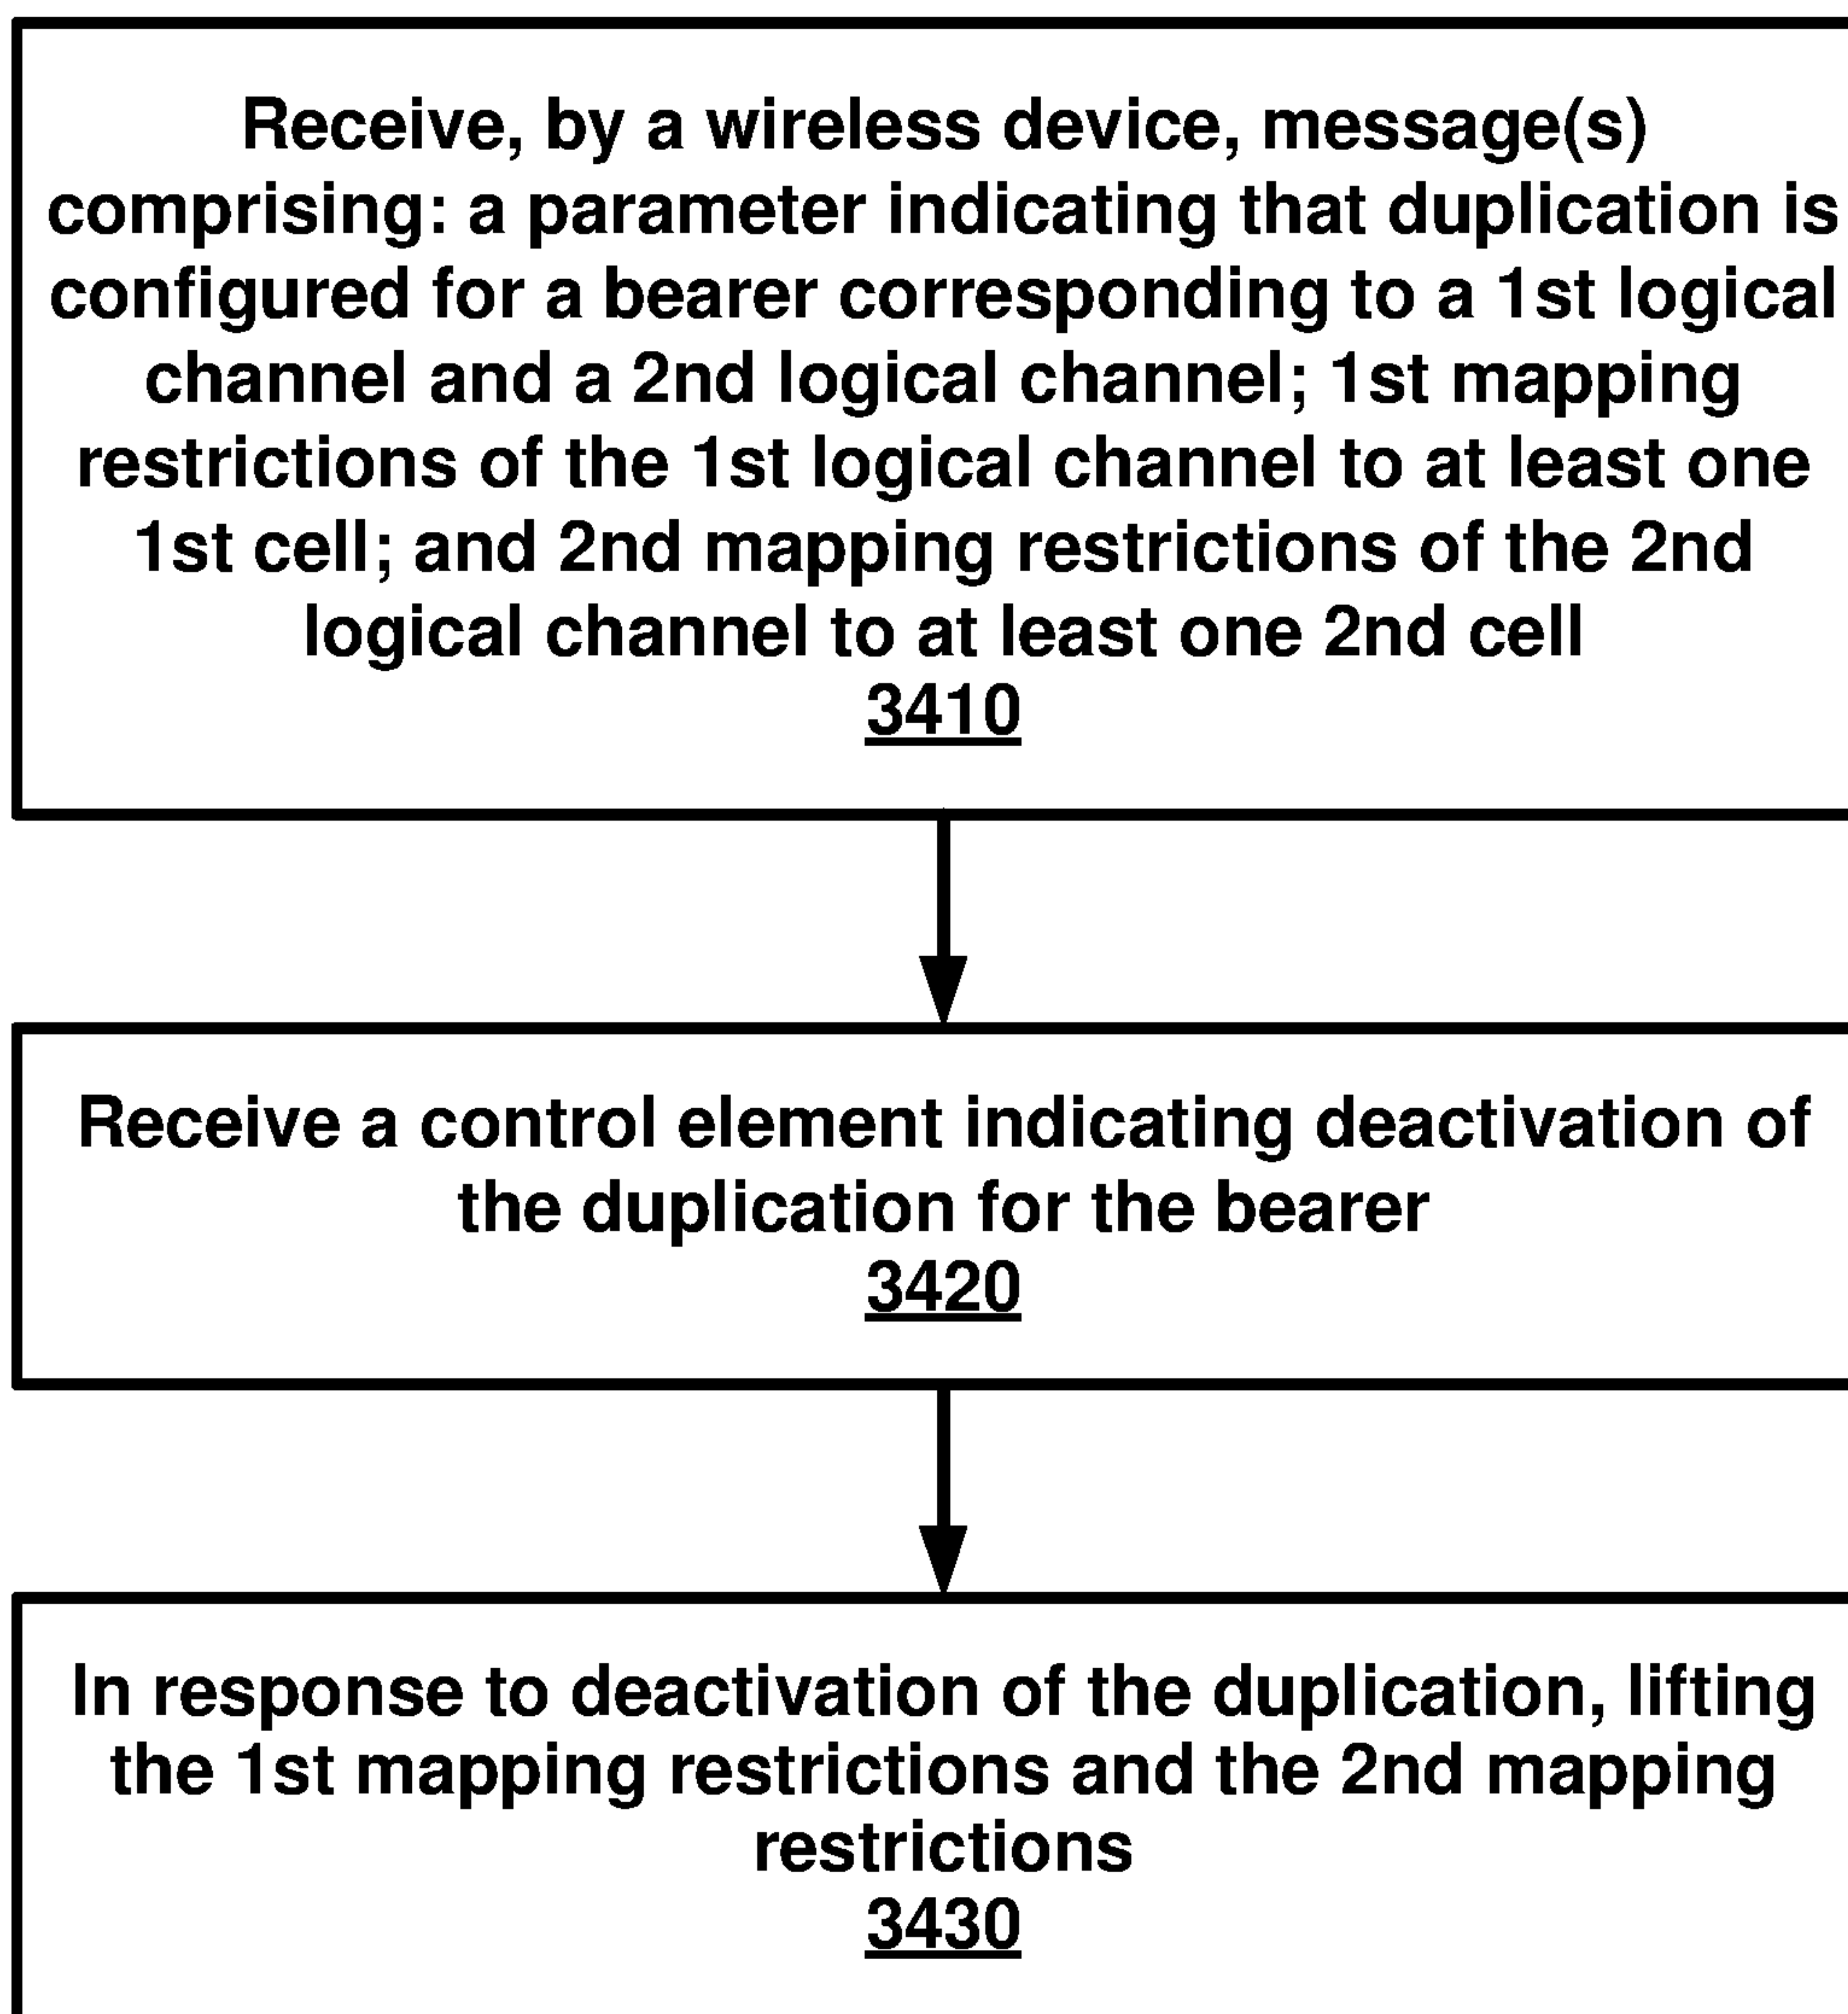 Receive, by a wireless device, message(s)
comprising: a parameter indicating that duplication is
configured for a bearer corresponding to a 1st logical
channel and a 2nd logical channel; 1st mapping
restrictions of the 1st logical channel to at least one
1st cell; and 2nd mapping restrictions of the 2nd
logical channel to at least one 2nd cell
3410
Receive a control element indicating deactivation of
the duplication for the bearer
3420
In response to deactivation of the duplication, lifting
the 1st mapping restrictions and the 2nd mapping
restrictions
3430